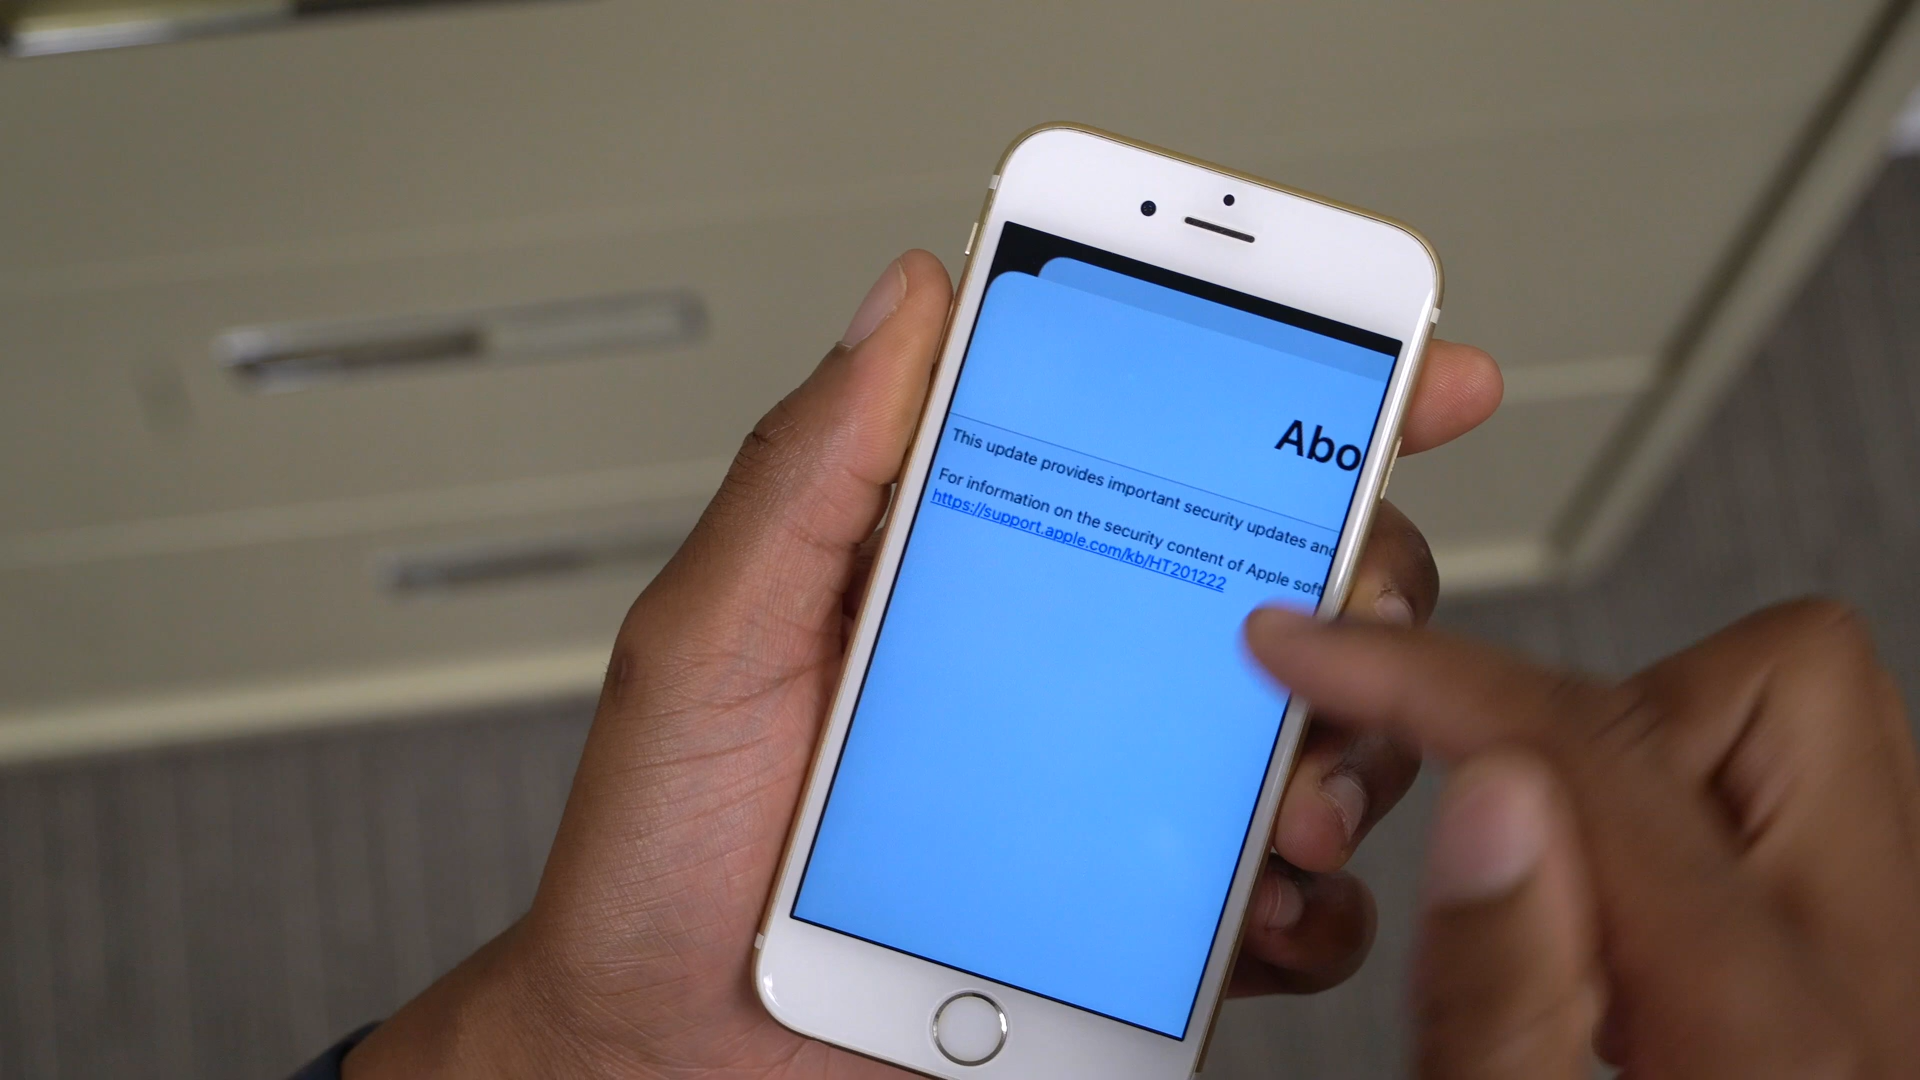 Abo
This update provides important security updates and
For information on the security content of Apple soft
https://support.apple.com/kb/HT201222